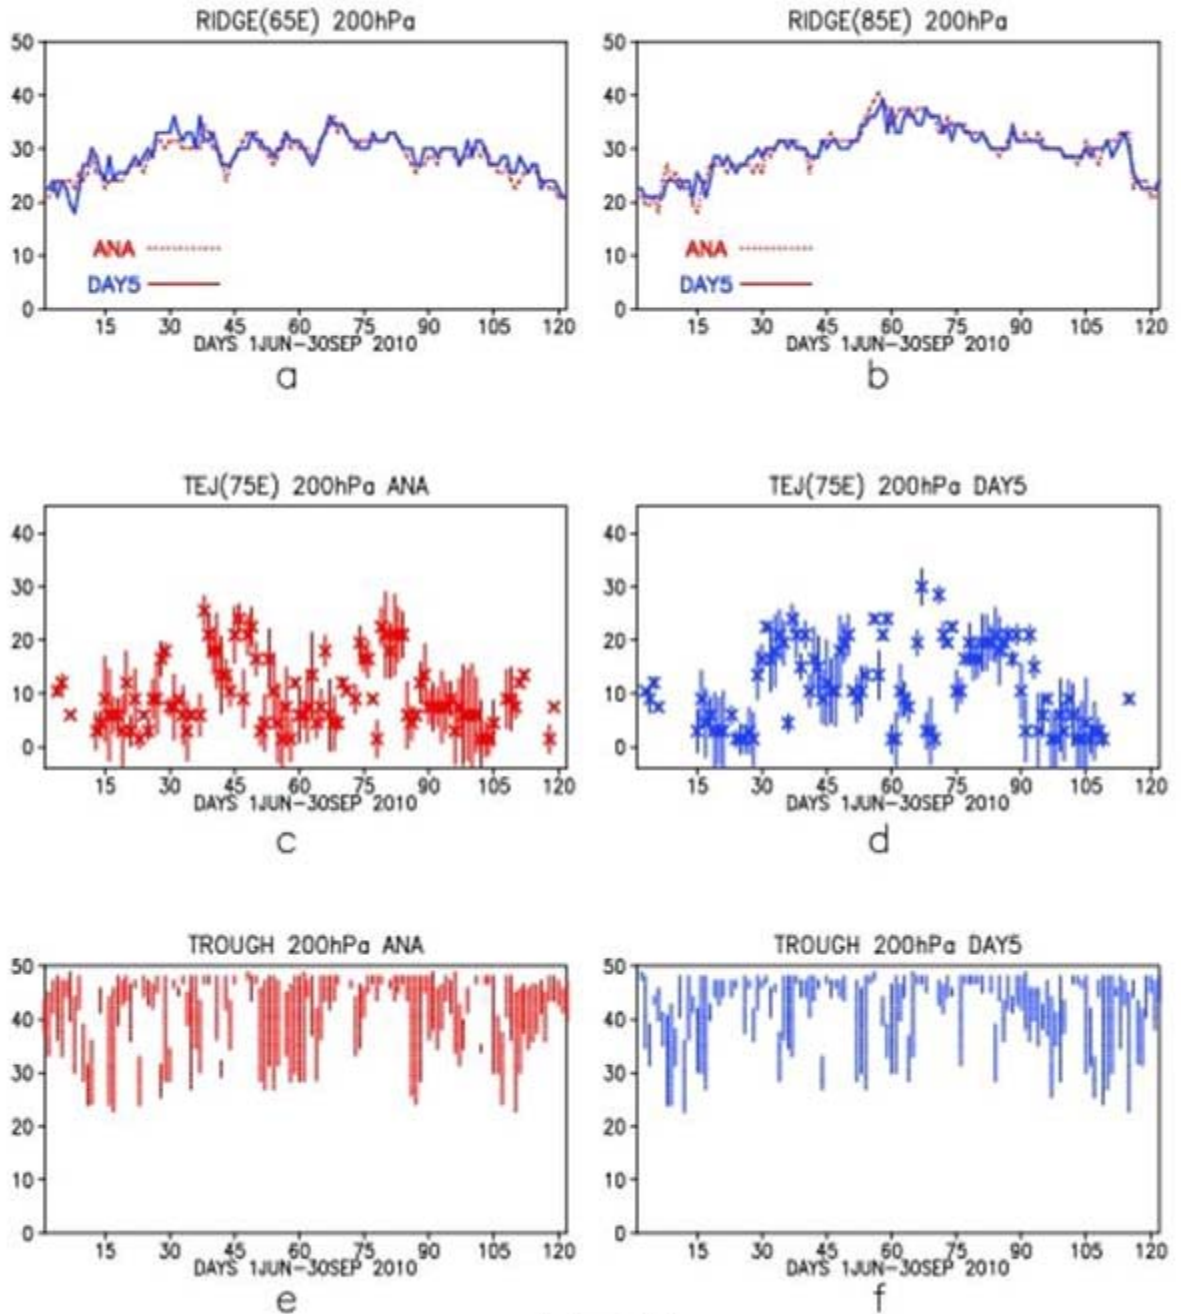 RIDGE(65E) 200hPa
50
40
30
20
10
0
ANA
DAY5
15 30 45 60 75 90 105 120
DAYS 1JUN-30SEP 2010
a
RIDGE(85E) 200hPa
50
40
30
20
10
0
ANA
DAY5
15 30 45 60 75 90 105 120
DAYS 1JUN-30SEP 2010
b
TEJ(75E) 200hPa ANA
40
30
20
10
0
15 30 45 60 75 90 105 120
DAYS 1JUN-30SEP 2010
c
TEJ(75E) 200hPa DAY5
40
30
20
10
0
15 30 45 60 75 90 105 120
DAYS 1JUN-30SEP 2010
d
TROUGH 200hPa ANA
50
40
30
20
10
0
15 30 45 60 75 90 105 120
DAYS 1JUN-30SEP 2010
e
TROUGH 200hPa DAY5
50
40
30
20
10
0
15 30 45 60 75 90 105 120
DAYS 1JUN-30SEP 2010
f